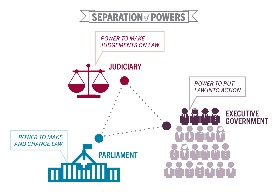 SEPARATION of POWERS
POWER TO MAKE
JUDGEMENTS ON LAW
JUDICIARY
POWER TO PUT
LAW INTO ACTION
EXECUTIVE
GOVERNMENT
POWER TO MAKE
AND CHANGE LAW
PARLIAMENT